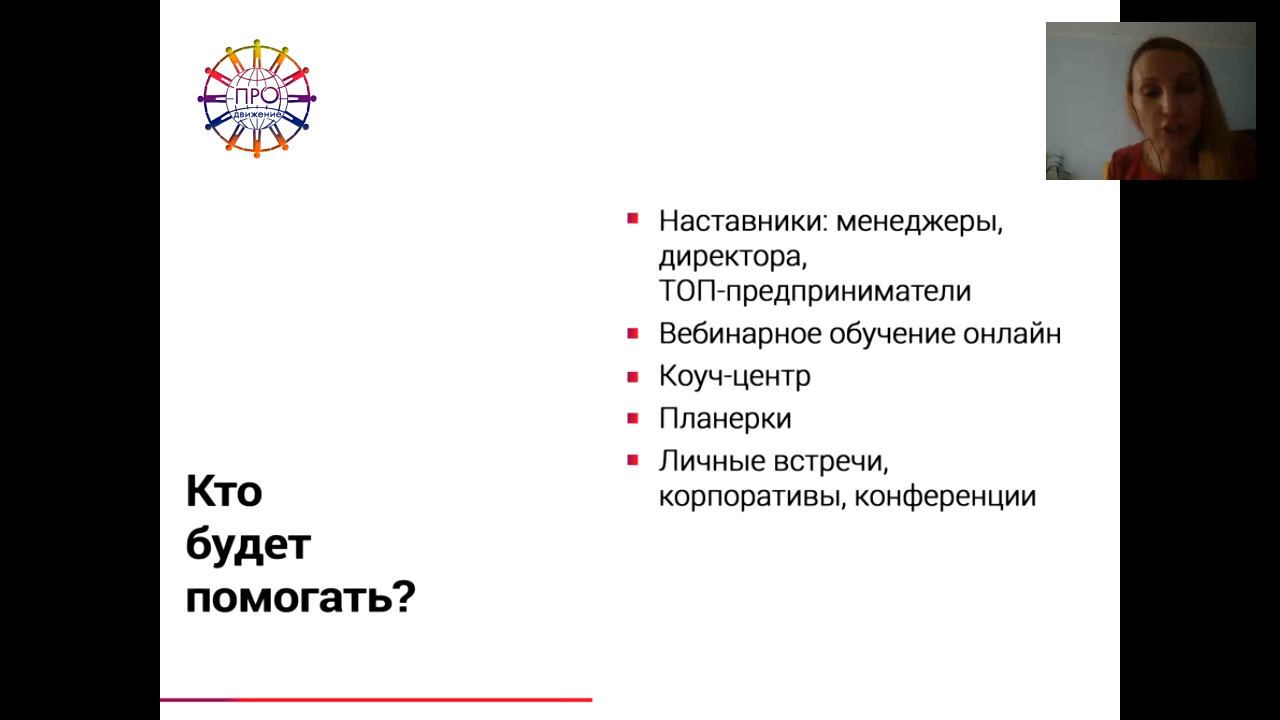 ПРО
движение
Наставники: менеджеры,
директора,
ТОП-предприниматели
Вебинарное обучение онлайн
Коуч-центр
Планерки
Личные встречи,
корпоративы, конференции
Кто
будет
помогать?